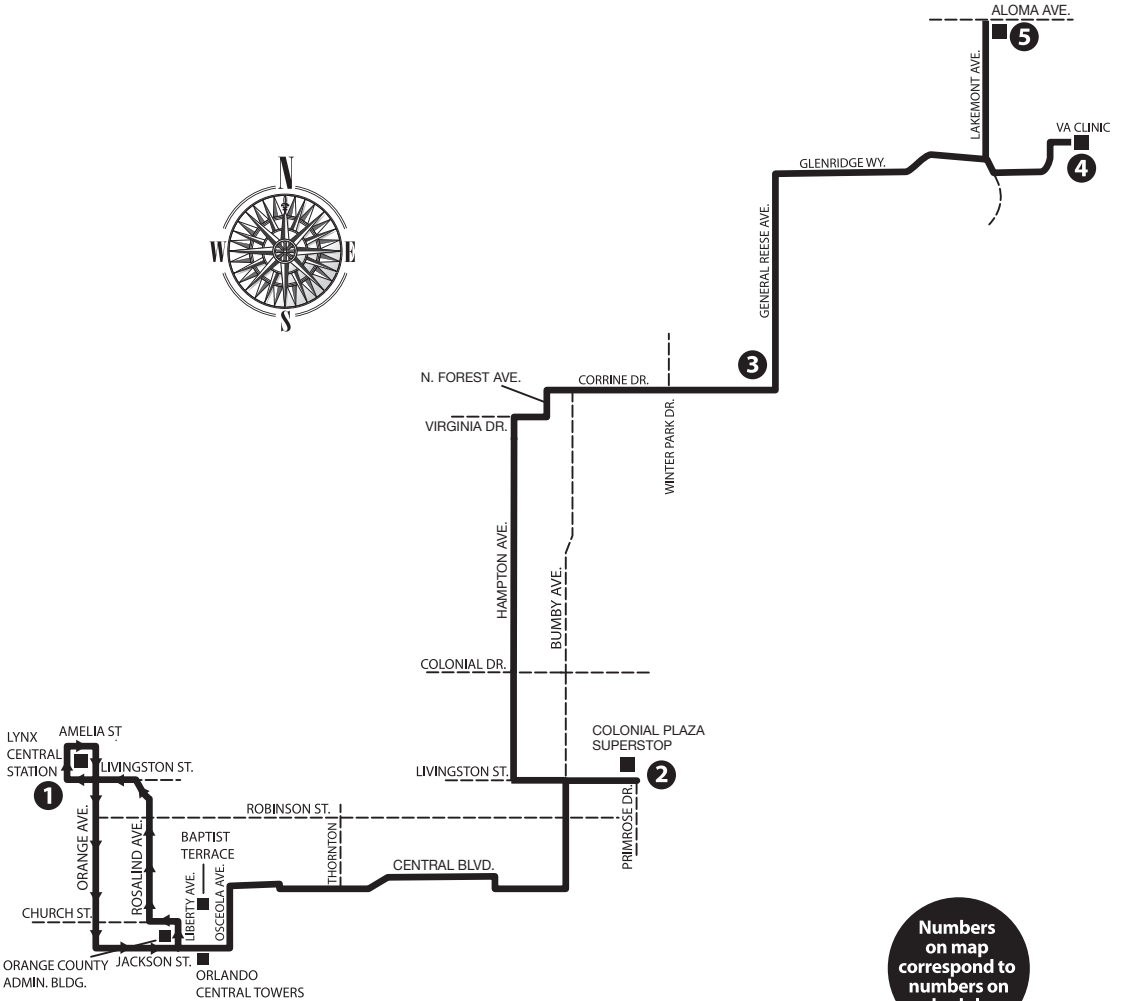 ALOMA AVE.
5
LAKEMONT AVE.
VA CLINIC
4
GLENRIDGE WY.
N
W
E
S
GENERAL REESE AVE.
3
N. FOREST AVE.
CORRINE DR.
VIRGINIA DR.
WINTER PARK DR.
HAMPTON AVE.
BUMBY AVE.
COLONIAL DR.
COLONIAL PLAZA
SUPERSTOP
LYNX
CENTRAL
STATION
AMELIA ST
LIVINGSTON ST.
1
LIVINGSTON ST.
2
ORANGE AVE.
ROSALIND AVE.
ROBINSON ST.
PRIMROSE DR.
BAPTIST
TERRACE
THORNTON
CENTRAL BLVD.
LIBERTY AVE.
OSCEOLA AVE.
CHURCH ST.
ORANGE COUNTY
ADMIN. BLDG.
JACKSON ST.
ORLANDO
CENTRAL TOWERS
Numbers
on map
correspond to
numbers on